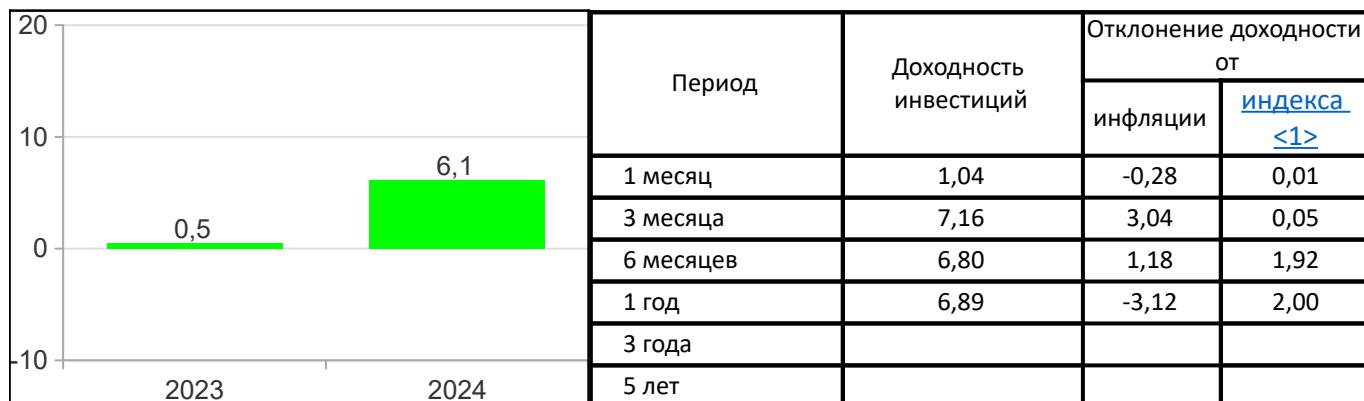 20
10
0
-10
0,5
6,1
2023
2024
Период
Доходность
инвестиций
Отклонение доходности
от
инфляции
индекса
<1>
1 месяц 1,04 -0,28 0,01
3 месяца 7,16 3,04 0,05
6 месяцев 6,80 1,18 1,92
1 год 6,89 -3,12 2,00
3 года
5 лет